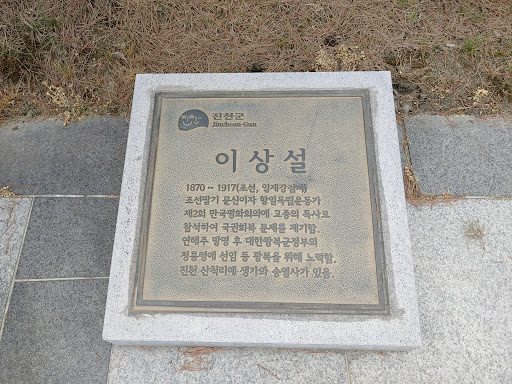 진천군
Jincheon-Gun
이상설
1870 ~ 1917(조선, 일제강점기)
조선말기 문신이자 항일독립운동가
제2회 만국평화회의에 고종의 특사로
참석하여 국권회복 문제를 제기함.
연해주 망명 후 대한광복군정부의
정통령에 선임 등 광복을 위해 노력함.
진천 산척리에 생가와 숭렬사가 있음.